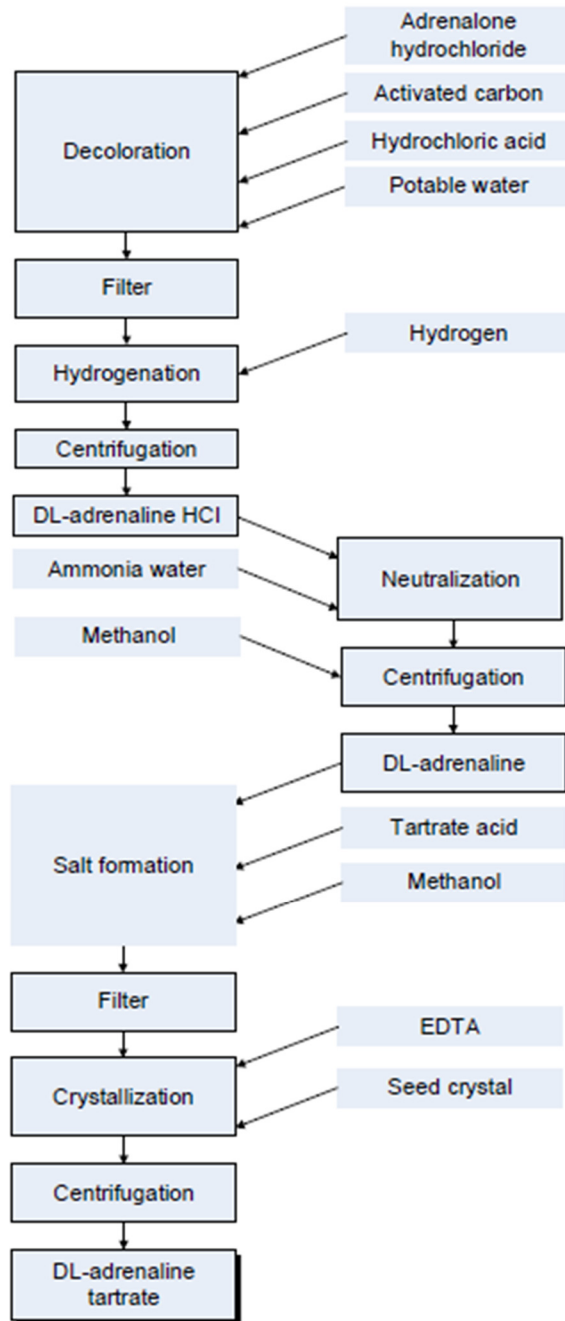 Adrenalone
hydrochloride
Activated carbon
Decoloration
Hydrochloric acid
Potable water
Filter
Hydrogen
Hydrogenation
Centrifugation
DL-adrenaline HCl
Ammonia water
Neutralization
Methanol
Centrifugation
DL-adrenaline
Tartrate acid
Salt formation
Methanol
Filter
EDTA
Seed crystal
Crystallization
Centrifugation
DL-adrenaline
tartrate